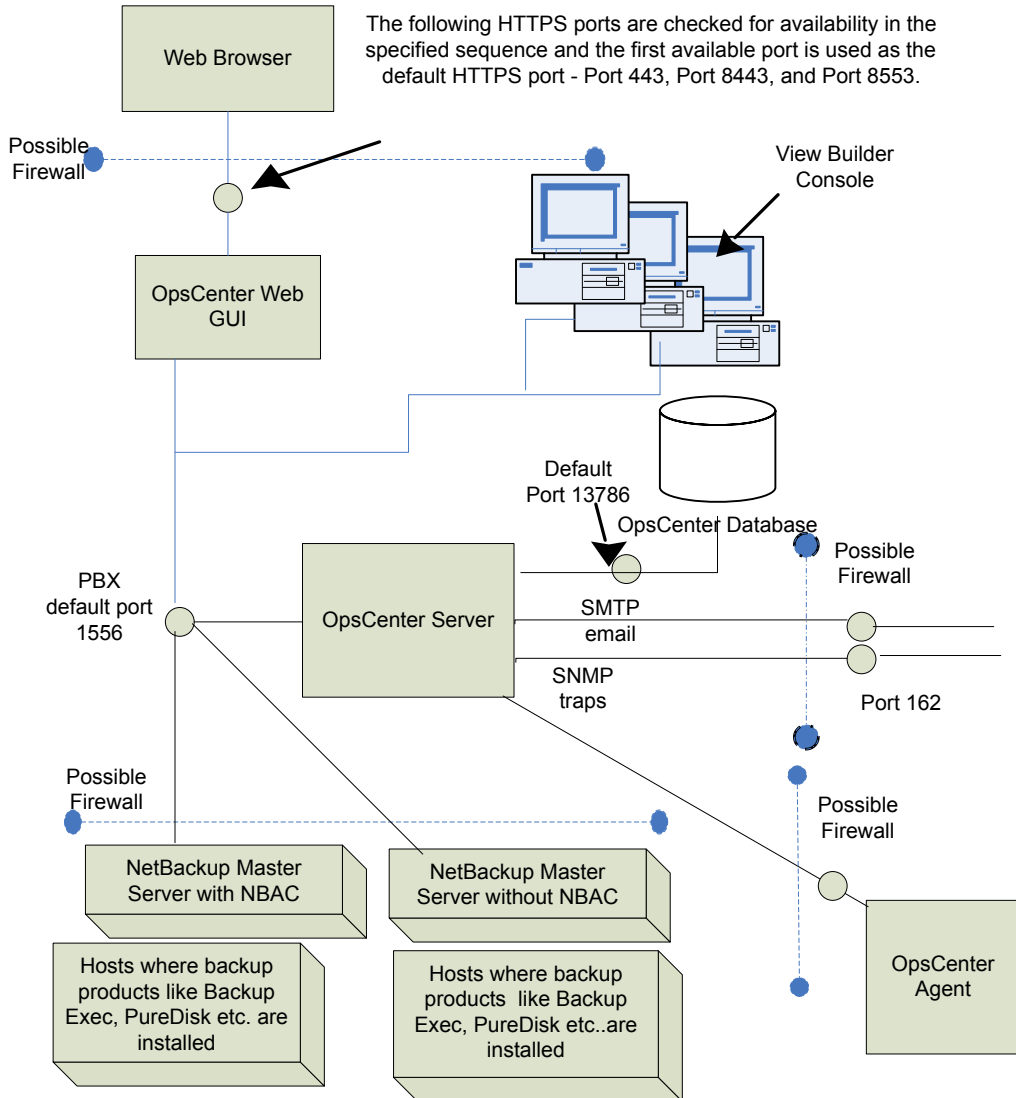 The following HTTPS ports are checked for availability in the
specified sequence and the first available port is used as the
default HTTPS port - Port 443, Port 8443, and Port 8553.
Web Browser
Possible
Firewall
View Builder
Console
OpsCenter Web
GUI
Default
Port 13786
OpsCenter Database
Possible
Firewall
PBX
default port
1556
OpsCenter Server
SMTP
email
SNMP
traps
Port 162
Possible
Firewall
Possible
Firewall
NetBackup Master
Server with NBAC
NetBackup Master
Server without NBAC
Hosts where backup
products like Backup
Exec, PureDisk etc. are
installed
Hosts where backup
products like Backup
Exec, PureDisk etc..are
installed
OpsCenter
Agent